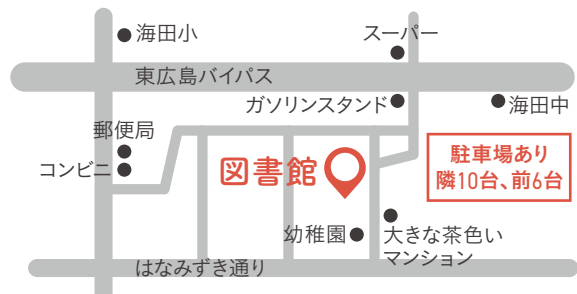 海田小
スーパー
東広島バイパス
ガソリンスタンド
海田中
郵便局
コンビニ
図書館
駐車場あり
隣10台、前6台
幼稚園
大きな茶色い
マンション
はなみずき通り